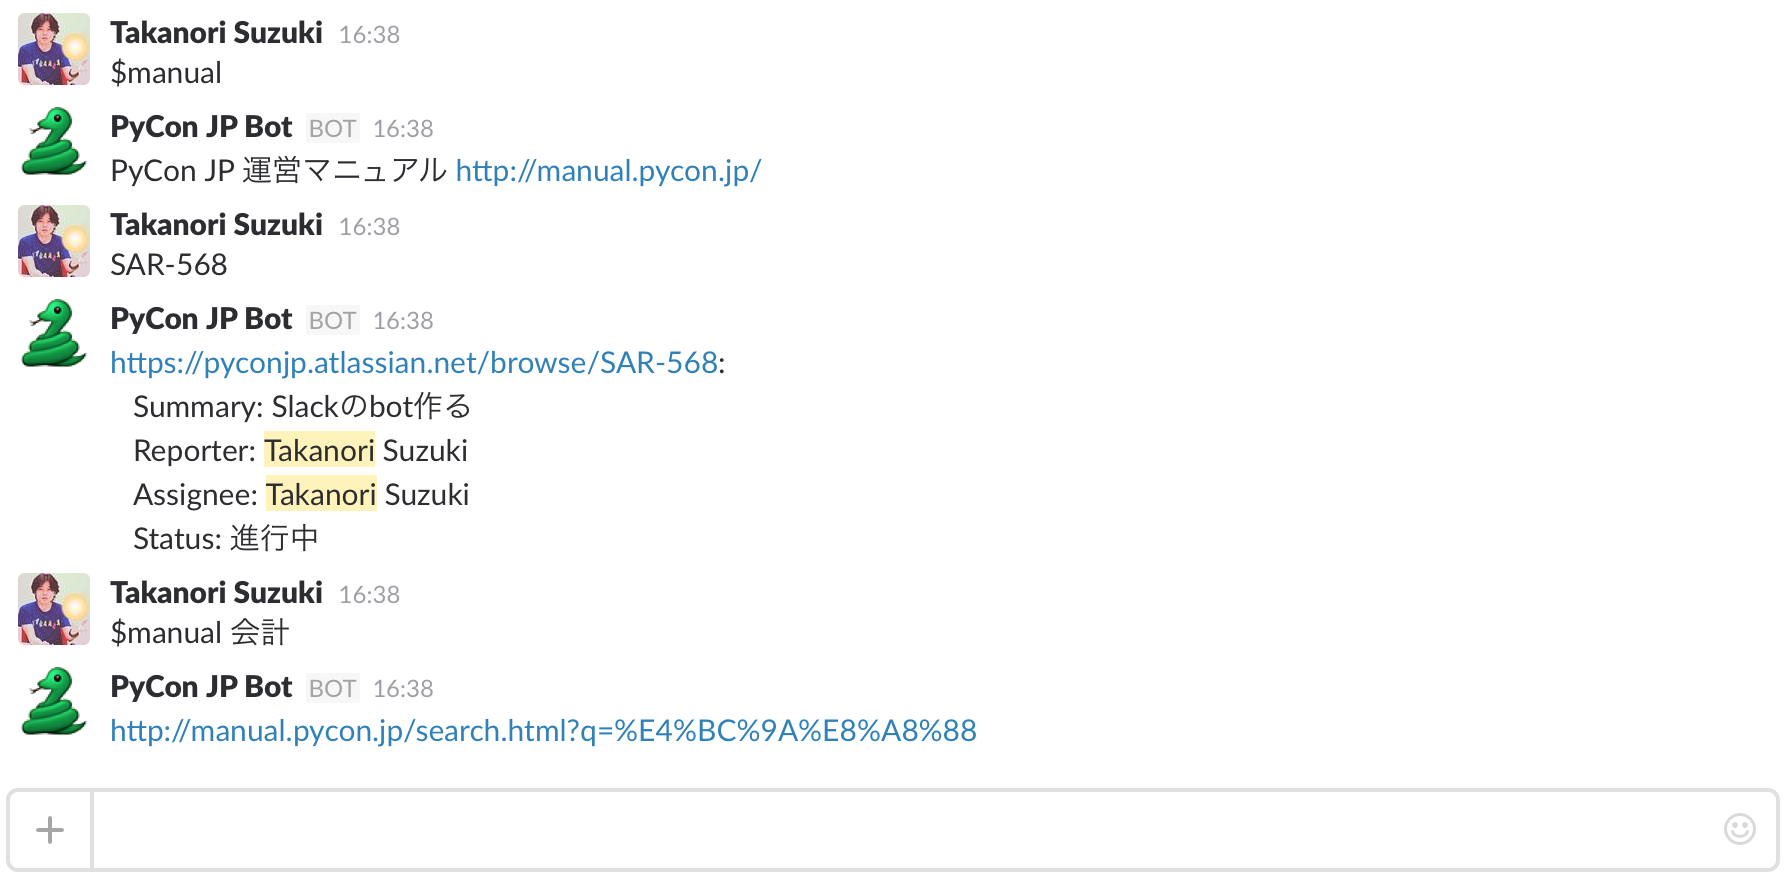 Takanori Suzuki 16:38
$manual
PyCon JP Bot BOT 16:38
PyCon JP 運営マニュアル http://manual.pycon.jp/
Takanori Suzuki 16:38
SAR-568
PyCon JP Bot BOT 16:38
https://pyconjp.atlassian.net/browse/SAR-568:
Summary: Slackのbot作る
Reporter: Takanori Suzuki
Assignee: Takanori Suzuki
Status: 進行中
Takanori Suzuki 16:38
$manual 会計
PyCon JP Bot BOT 16:38
http://manual.pycon.jp/search.html?q=%E4%BC%9A%E8%A8%88